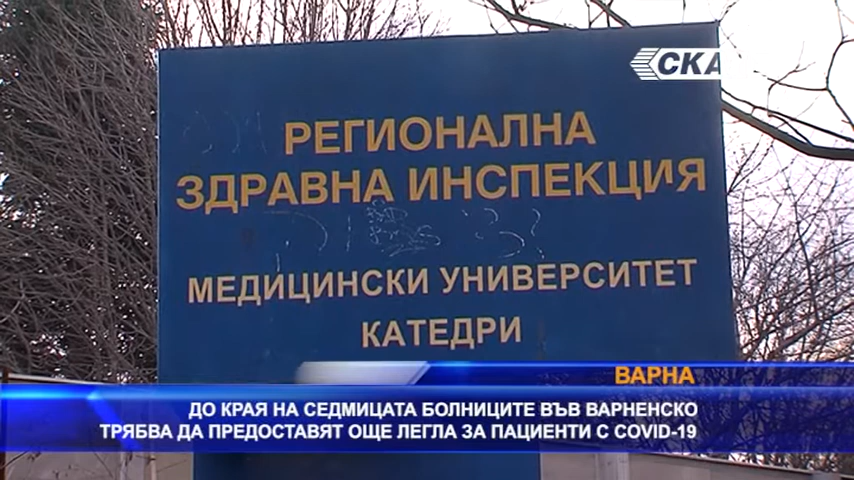 СКА
РЕГИОНАЛНА
ЗДРАВНА ИНСПЕКЦИЯ
МЕДИЦИНСКИ УНИВЕРСИТЕТ
КАТЕДРИ
ВАРНА
ДО КРАЯ НА СЕДМИЦАТА БОЛНИЦИТЕ ВЪВ ВАРНЕНСКО
ТРЯБВА ДА ПРЕДОСТАВЯТ ОЩЕ ЛЕГЛА ЗА ПАЦИЕНТИ С COVID-19